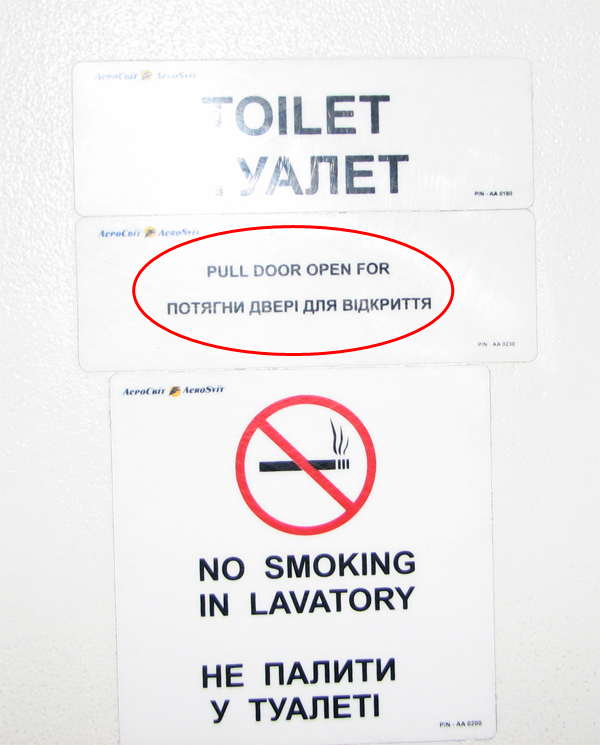 АероСвіт AeroSvit
TOILET
ТУАЛЕТ
P/N - AA 0180
АероСвіт AeroSvit
PULL DOOR OPEN FOR
ПОТЯГНИ ДВЕРІ ДЛЯ ВІДКРИТТЯ
P/N - AA 0230
АероСвіт AeroSvit
NO SMOKING
IN LAVATORY
НЕ ПАЛИТИ
У ТУАЛЕТІ
P/N - AA 0200